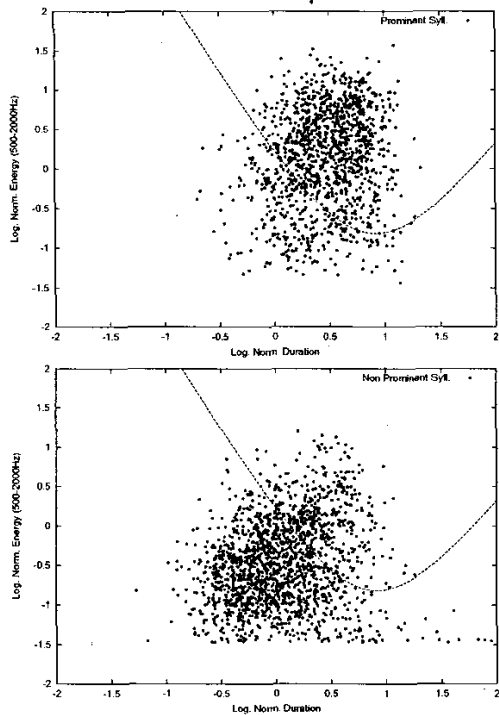 Prominent Syll.
2
1.5
1
0.5
0
-0.5
-1
-1.5
-2
Log. Norm. Energy (500-2000Hz)
-2 -1.5 -1 -0.5 0 0.5 1 1.5 2
Log. Norm. Duration
Non Prominent Syll.
2
1.5
1
0.5
0
-0.5
-1
-1.5
-2
Log. Norm. Energy (500-2000Hz)
-2 -1.5 -1 -0.5 0 0.5 1 1.5 2
Log. Norm. Duration